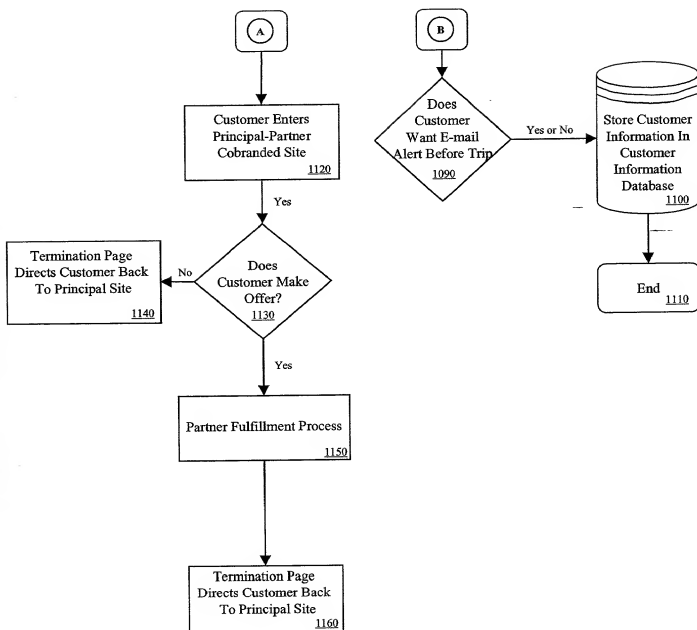 A
Customer Enters
Principal-Partner
Cobranded Site
1120
Yes
Does
Customer Make
Offer?
1130
No
Termination Page
Directs Customer Back
To Principal Site
1140
Yes
Partner Fulfillment Process
1150
Termination Page
Directs Customer Back
To Principal Site
1160
B
Does
Customer
Want E-mail
Alert Before Trip
1090
Yes or No
Store Customer
Information In
Customer
Information
Database
1100
End
1110